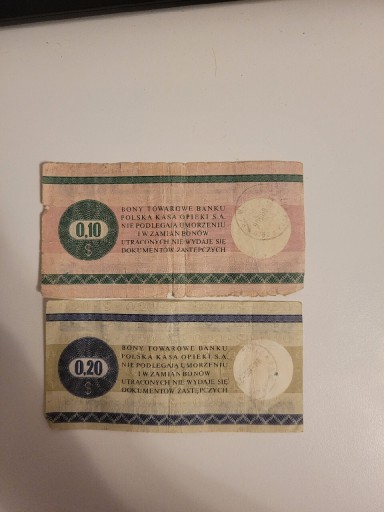 BONY TOWAROWE BANKU
POLSKA KASA OPIEKI S.A.
NIE PODLEGAJĄ UMORZENIU
I W ZAMIAN BONÓW
UTRACONYCH NIE WYDAJE SIĘ
DOKUMENTÓW ZASTĘPCZYCH
0,10
$
BONY TOWAROWE BANKU
POLSKA KASA OPIEKI S.A.
NIE PODLEGAJĄ UMORZENIU
I W ZAMIAN BONÓW
UTRACONYCH NIE WYDAJE SIĘ
DOKUMENTÓW ZASTĘPCZYCH
0,20
$